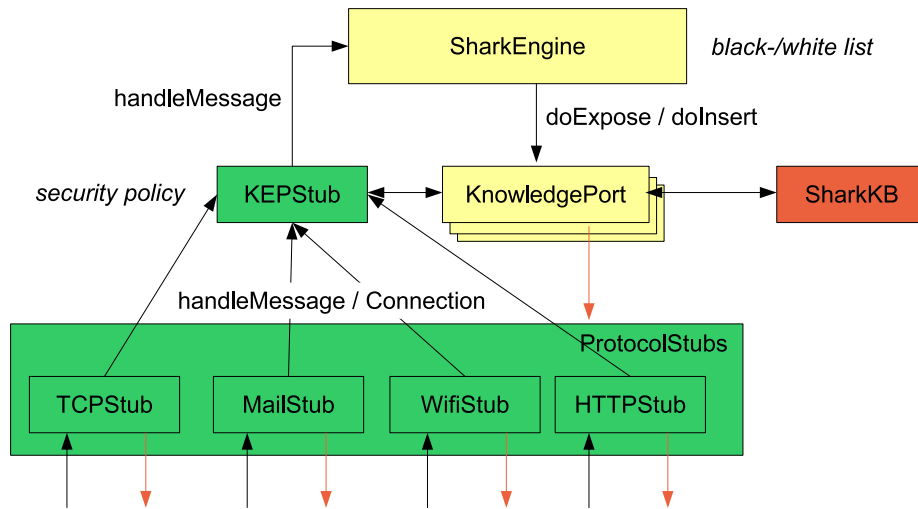 SharkEngine
black-/white list
handleMessage
doExpose / doInsert
security policy
KEPStub
KnowledgePort
SharkKB
handleMessage / Connection
ProtocolStubs
TCPStub
MailStub
WifiStub
HTTPStub